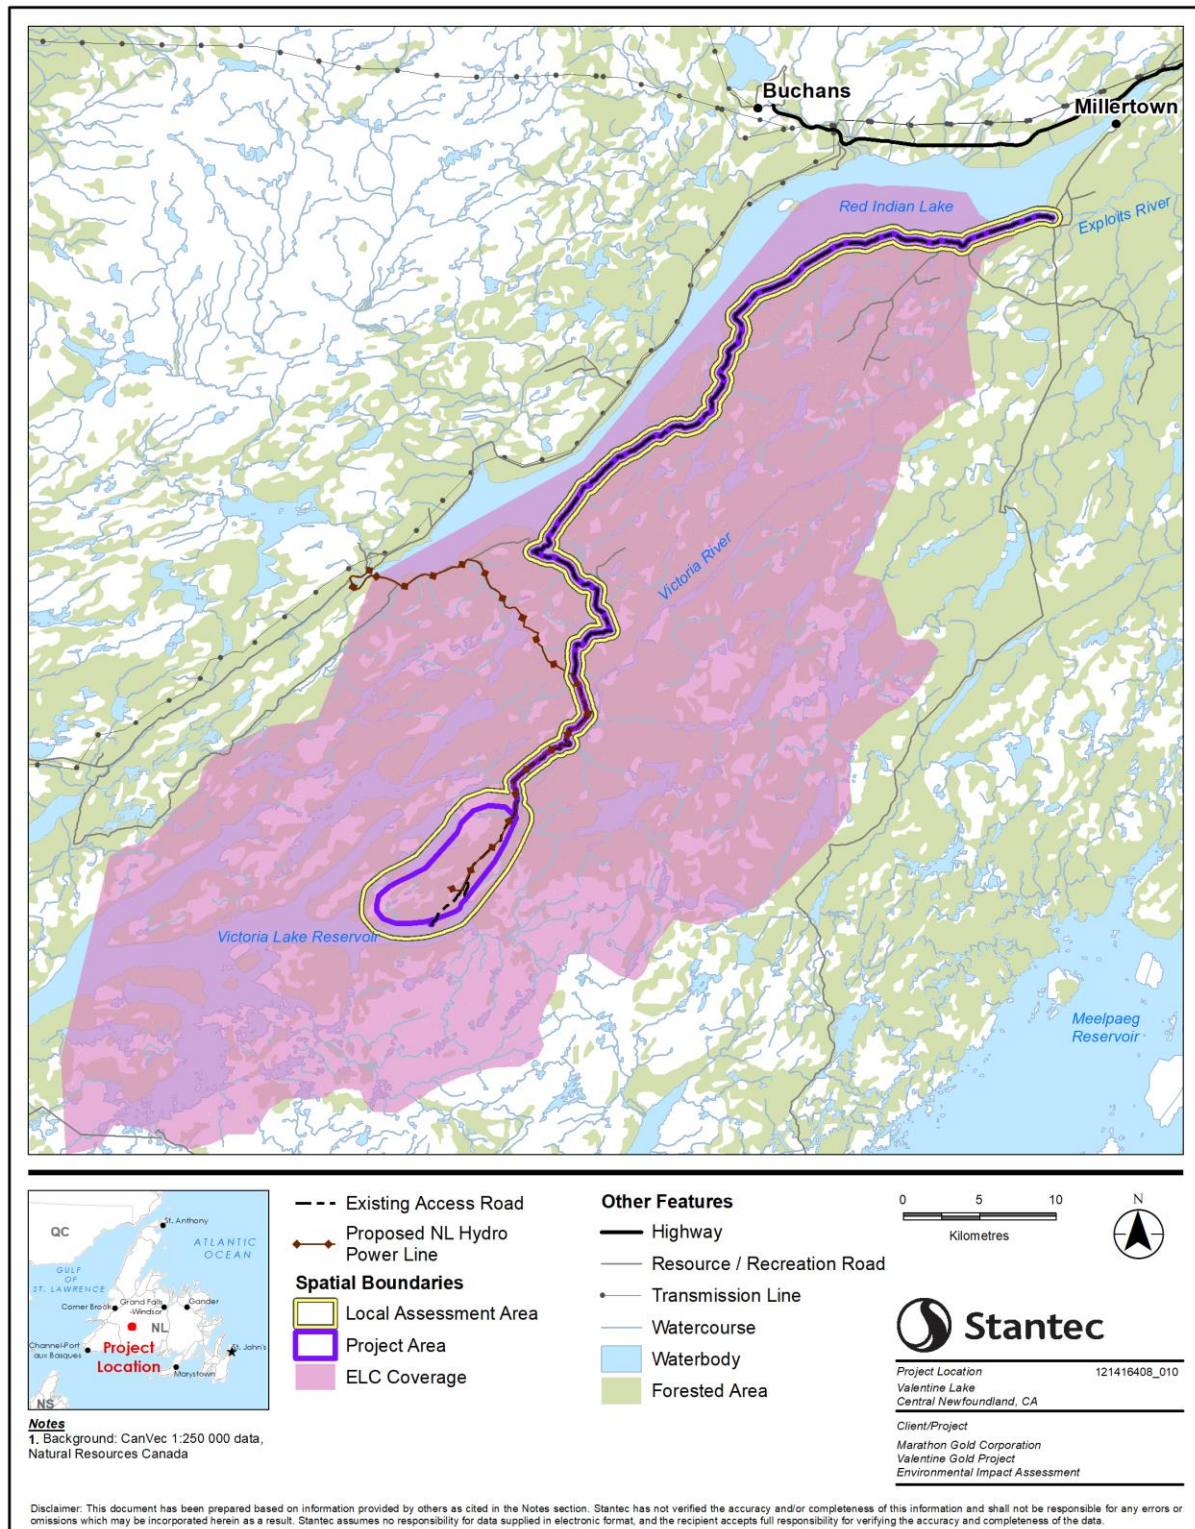 Buchans
Millertown
Red Indian Lake
Exploits River
Victoria River
Victoria Lake Reservoir
Meelpaeg
Reservoir
QC
St. Anthony
ATLANTIC
OCEAN
GULF
OF
ST. LAWRENCE
Corner Brook
Grand Falls
-Windsor
Gander
NL
Channel-Port
aux Basques
Project
Location
St. John's
Marystown
NS
Notes
1. Background: CanVec 1:250 000 data,
Natural Resources Canada
Existing Access Road
Proposed NL Hydro
Power Line
Spatial Boundaries
Local Assessment Area
Project Area
ELC Coverage
Other Features
Highway
Resource / Recreation Road
Transmission Line
Watercourse
Waterbody
Forested Area
0 5 10
Kilometres
N
Stantec
Project Location 121416408_010
Valentine Lake
Central Newfoundland, CA
Client/Project
Marathon Gold Corporation
Valentine Gold Project
Environmental Impact Assessment
Disclaimer: This document has been prepared based on information provided by others as cited in the Notes section. Stantec has not verified the accuracy and/or completeness of this information and shall not be responsible for any errors or
omissions which may be incorporated herein as a result. Stantec assumes no responsibility for data supplied in electronic format, and the recipient accepts full responsibility for verifying the accuracy and completeness of the data.